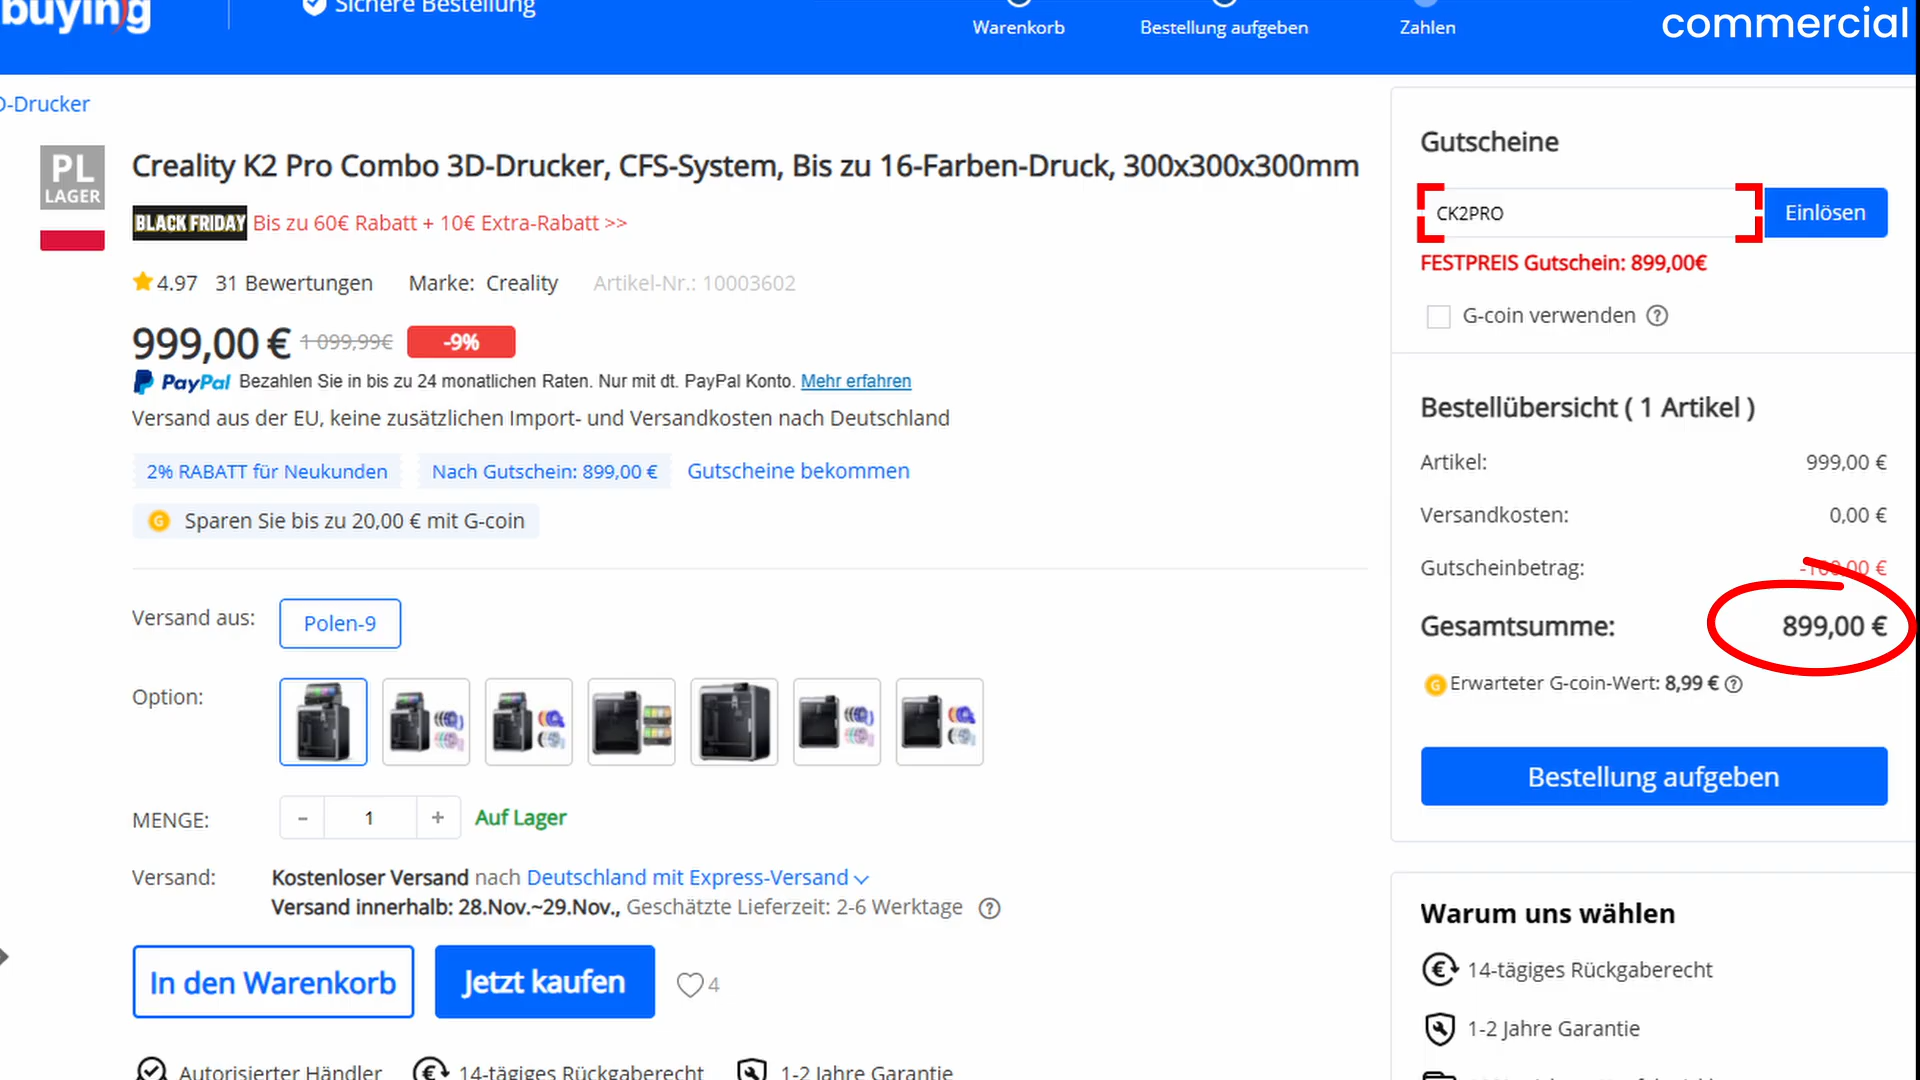 buying
Sichere Bestellung
Warenkorb
Bestellung aufgeben
Zahlen
commercial
D-Drucker
PL
LAGER
Creality K2 Pro Combo 3D-Drucker, CFS-System, Bis zu 16-Farben-Druck, 300x300x300mm
BLACK FRIDAY Bis zu 60€ Rabatt + 10€ Extra-Rabatt >>
4.97 31 Bewertungen Marke: Creality Artikel-Nr.: 10003602
999,00 € 1 099,99€ -9%
PayPal Bezahlen Sie in bis zu 24 monatlichen Raten. Nur mit dt. PayPal Konto. Mehr erfahren
Versand aus der EU, keine zusätzlichen Import- und Versandkosten nach Deutschland
2% RABATT für Neukunden Nach Gutschein: 899,00 € Gutscheine bekommen
G Sparen Sie bis zu 20,00 € mit G-coin
Versand aus: Polen-9
Option:
MENGE: - 1 + Auf Lager
Versand: Kostenloser Versand nach Deutschland mit Express-Versand
Versand innerhalb: 28.Nov.~29.Nov., Geschätzte Lieferzeit: 2-6 Werktage ?
In den Warenkorb Jetzt kaufen 4
Autorisierter Händler 14-tägiges Rückgaberecht 1-2 Jahre Garantie
Gutscheine
CK2PRO Einlösen
FESTPREIS Gutschein: 899,00€
G-coin verwenden ?
Bestellübersicht ( 1 Artikel )
Artikel: 999,00 €
Versandkosten: 0,00 €
Gutscheinbetrag: -100,00 €
Gesamtsumme: 899,00 €
G Erwarteter G-coin-Wert: 8,99 € ?
Bestellung aufgeben
Warum uns wählen
14-tägiges Rückgaberecht
1-2 Jahre Garantie